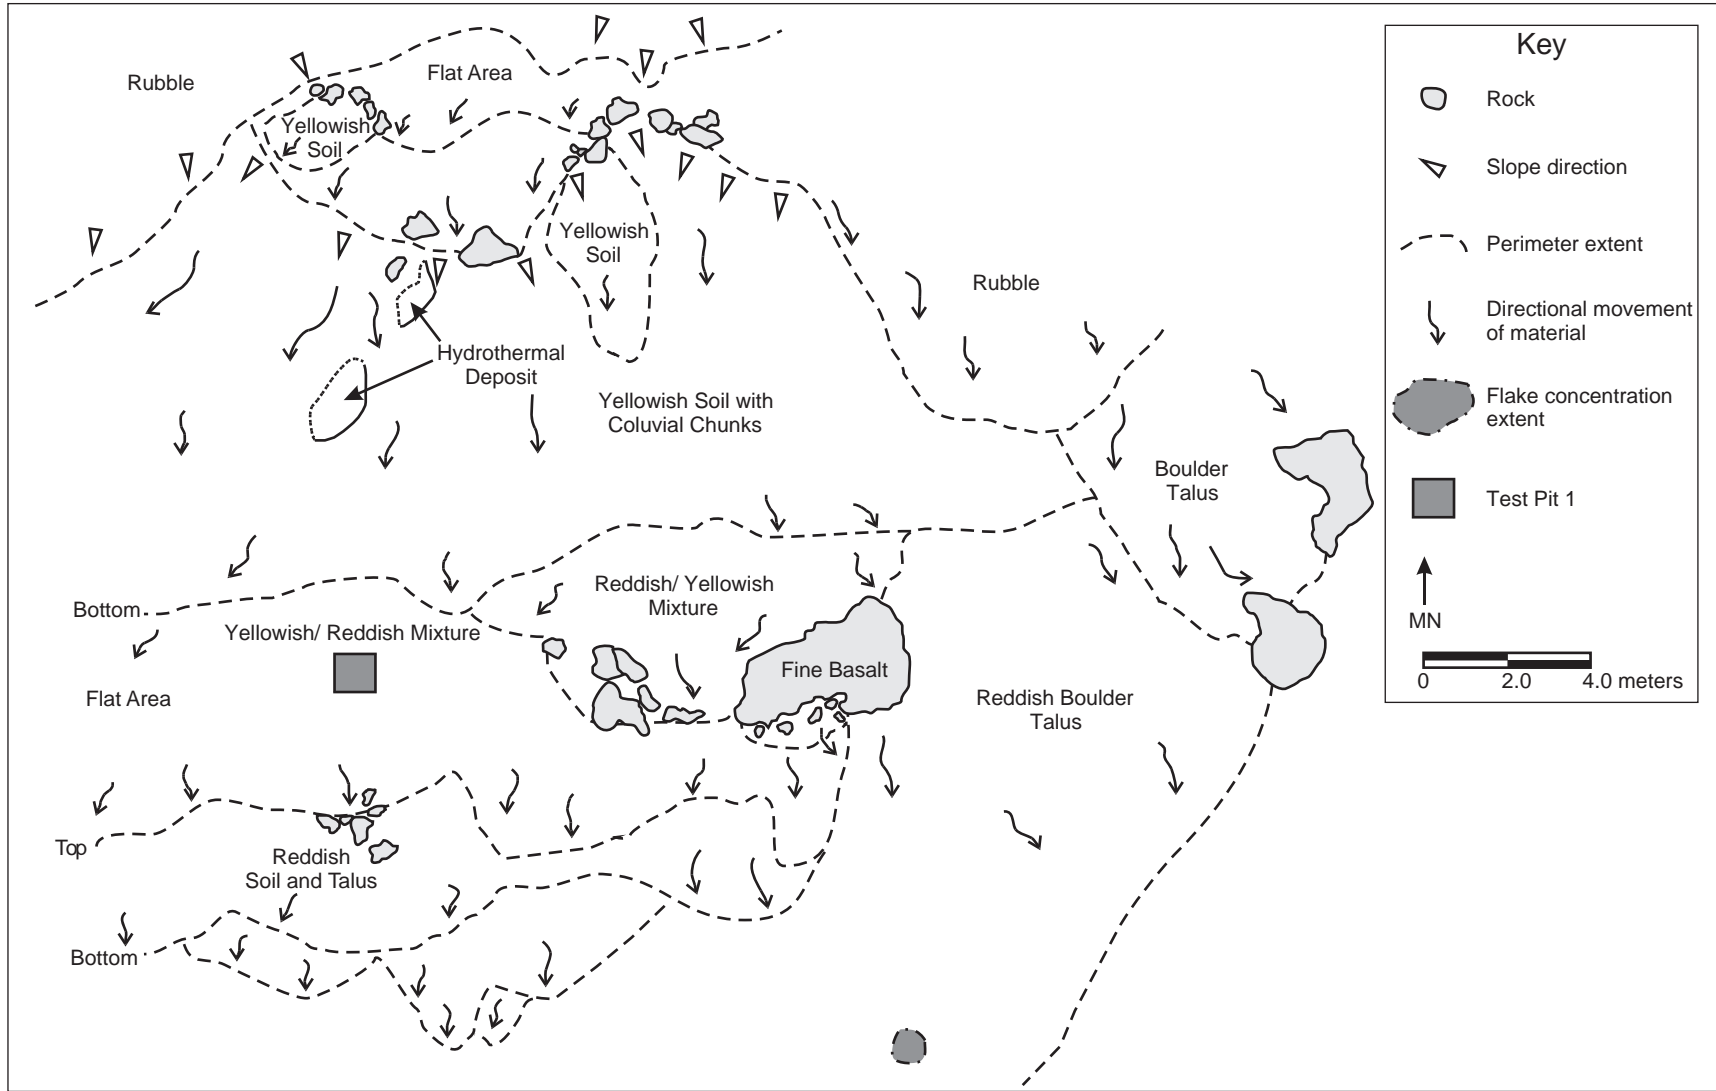 Rubble
Flat Area
Yellowish
Soil
Yellowish
Soil
Rubble
Hydrothermal
Deposit
Yellowish Soil with
Coluvial Chunks
Boulder
Talus
Bottom
Reddish/ Yellowish
Mixture
Yellowish/ Reddish Mixture
Flat Area
Fine Basalt
Reddish Boulder
Talus
Top
Reddish
Soil and Talus
Bottom
Key
Rock
Slope direction
Perimeter extent
Directional movement
of material
Flake concentration
extent
Test Pit 1
MN
0 2.0 4.0 meters